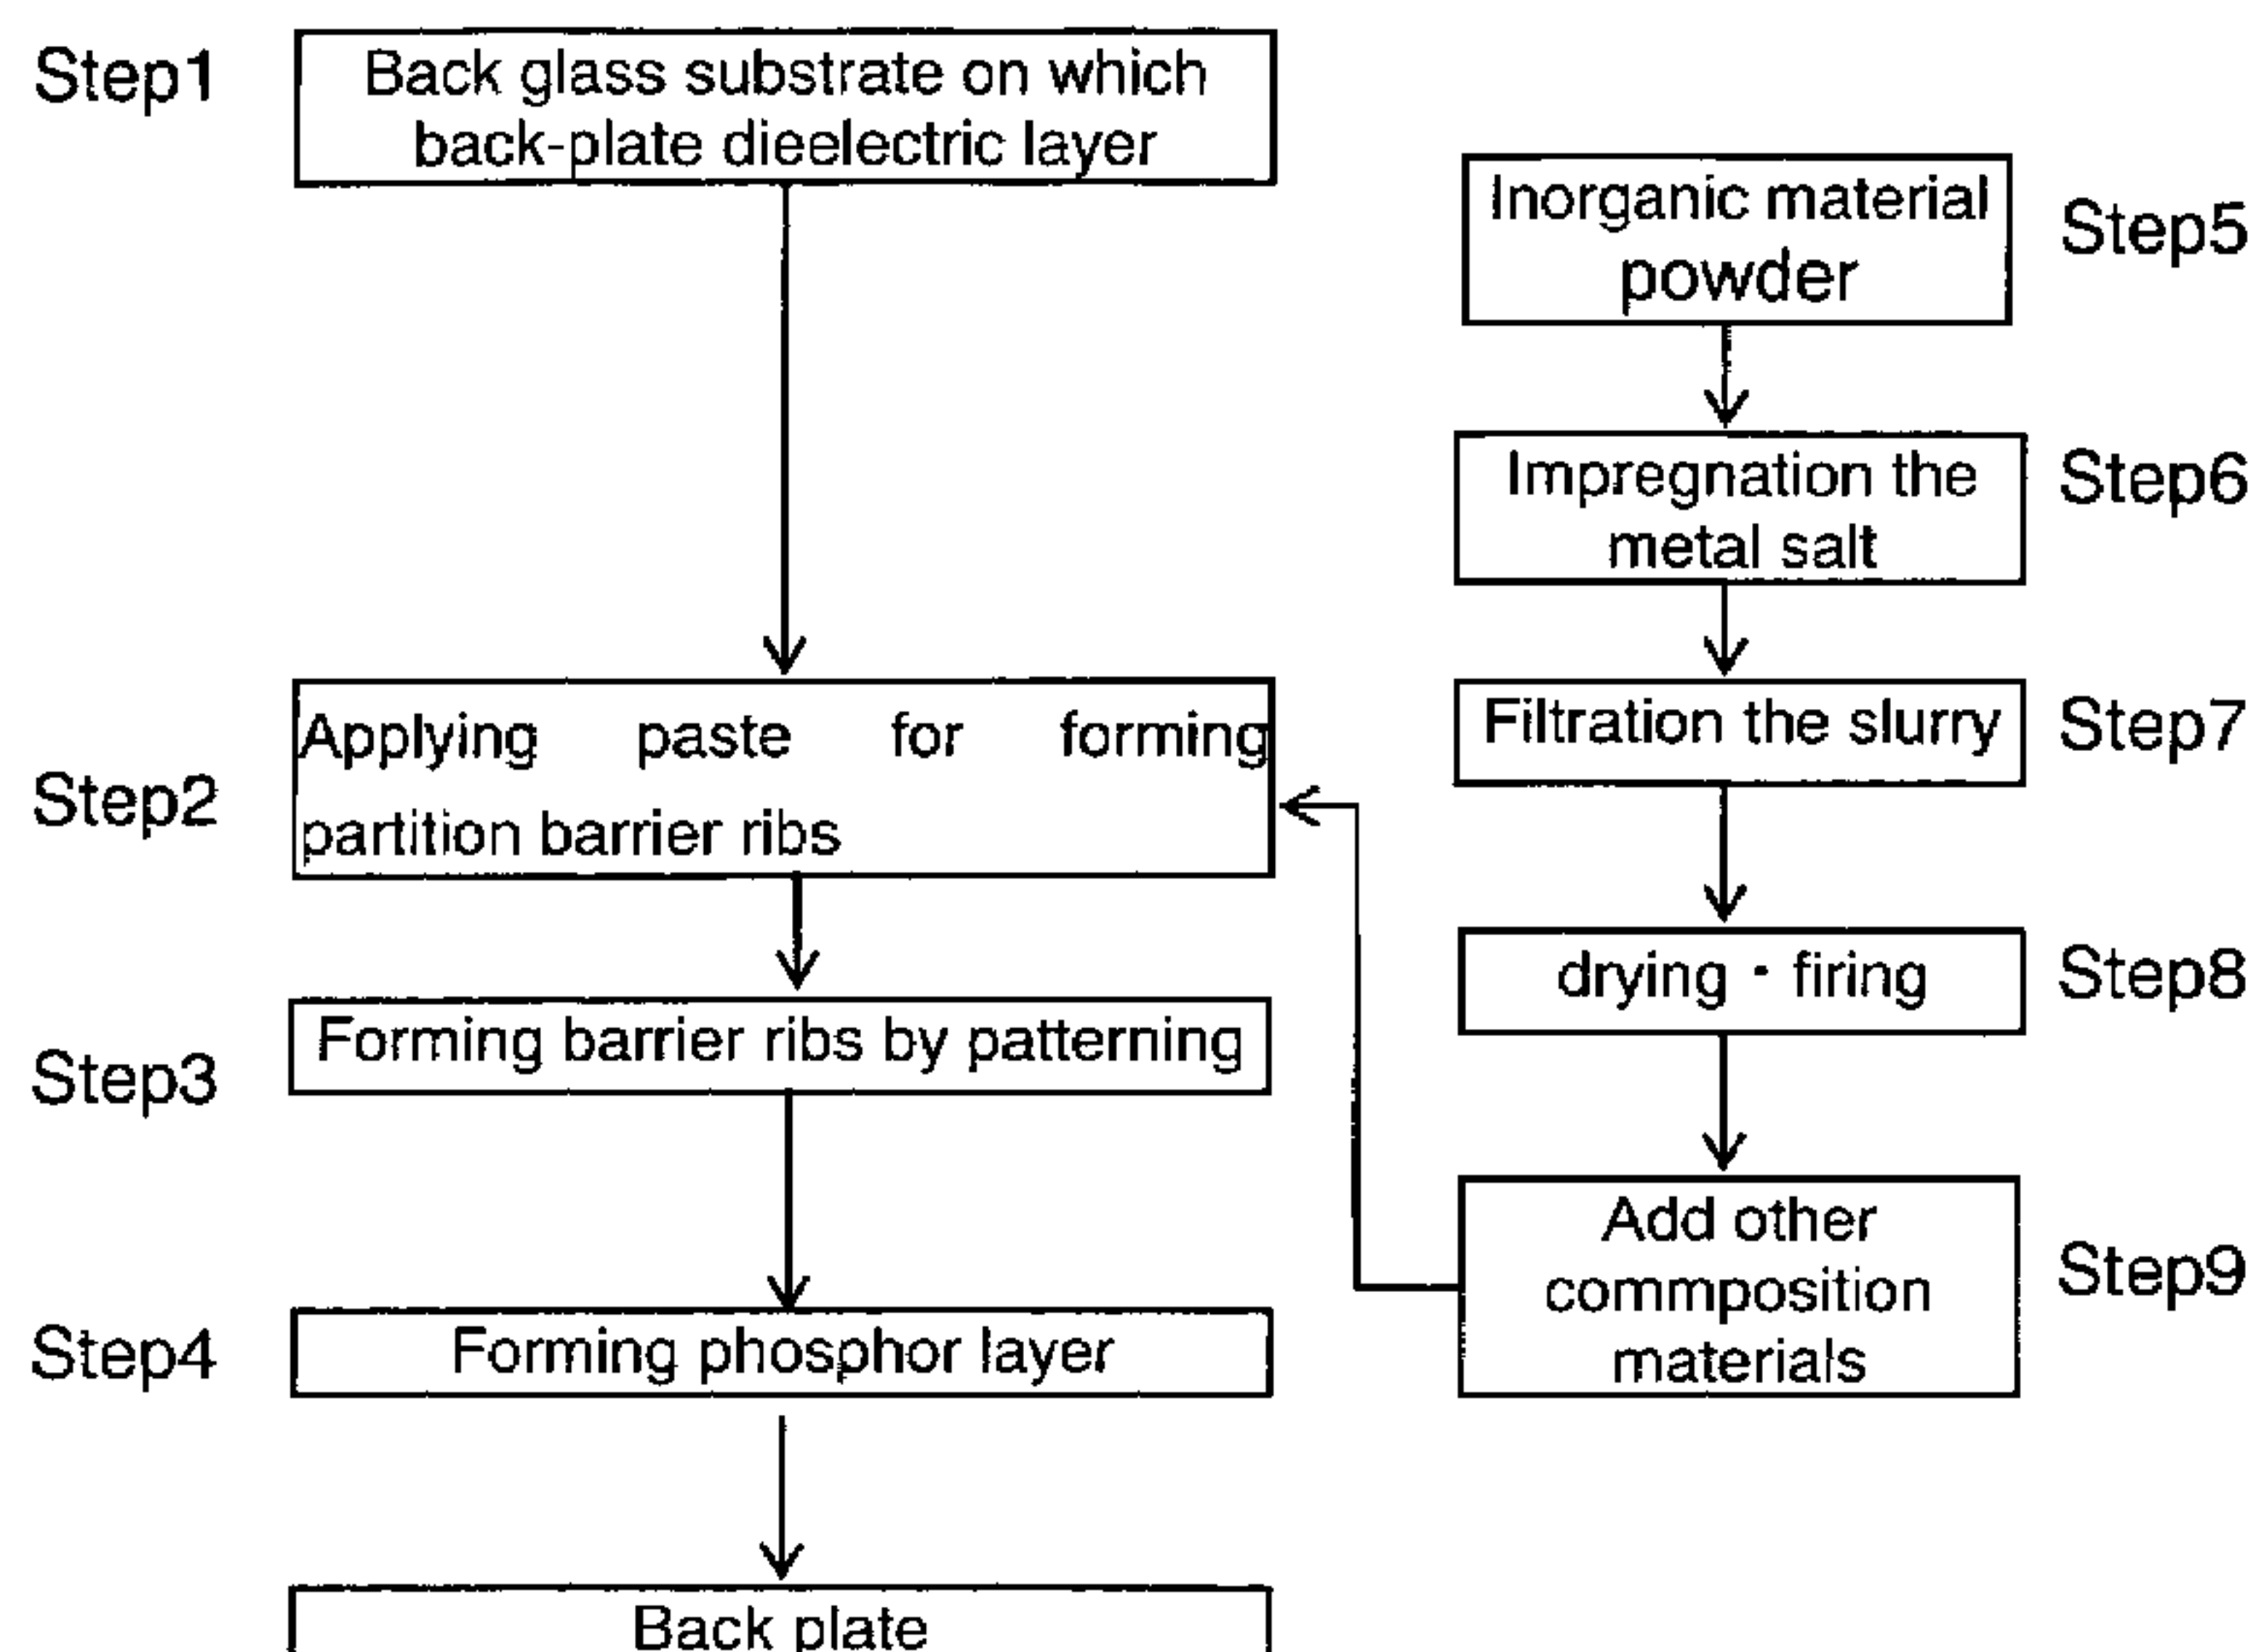 Step1
Back glass substrate on which
back-plate dieelectric layer
Inorganic material
powder
Step5
Impregnation the
metal salt
Step6
Filtration the slurry
Step7
Step2
Applying paste for forming
partition barrier ribs
drying・firing
Step8
Step3
Forming barrier ribs by patterning
Add other
commposition
materials
Step9
Step4
Forming phosphor layer
Back plate